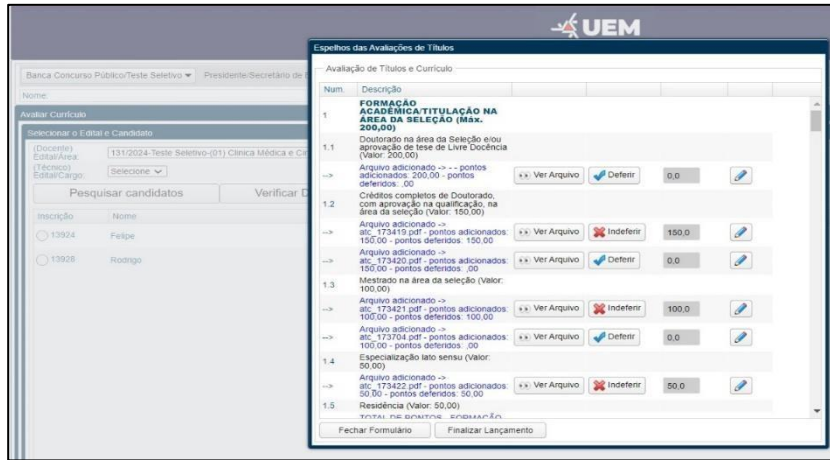 UEM
Banca Concurso Público/Teste Seletivo
Presidente/Secretário de
Nome:
Avaliar Currículo
Selecionar o Edital e Candidato
(Docente)
Edital/Área:
131/2024-Teste Seletivo-(01) Clínica Médica e Cir
(Técnico)
Edital/Cargo:
Selecione
Pesquisar candidatos
Verificar D
Inscrição
Nome
13924
Felipe
13928
Rodrigo
Espelhos das Avaliações de Títulos
Avaliação de Títulos e Currículo
Num.
Descrição
1
FORMAÇÃO
ACADÊMICA/TITULAÇÃO NA
ÁREA DA SELEÇÃO (Máx.
200,00)
1.1
Doutorado na área da Seleção e/ou
aprovação de tese de Livre Docência
(Valor: 200,00)
-->
Arquivo adicionado -> - - pontos
adicionados: 200,00 - pontos
deferidos: ,00
Ver Arquivo
Deferir
0,0
1.2
Créditos completos de Doutorado,
com aprovação na qualificação, na
área da seleção (Valor: 150,00)
-->
Arquivo adicionado ->
atc_173419.pdf - pontos adicionados:
150,00 - pontos deferidos: 150,00
Ver Arquivo
Indeferir
150,0
-->
Arquivo adicionado ->
atc_173420.pdf - pontos adicionados:
150,00 - pontos deferidos: ,00
Ver Arquivo
Deferir
0,0
1.3
Mestrado na área da seleção (Valor:
100,00)
-->
Arquivo adicionado ->
atc_173421.pdf - pontos adicionados:
100,00 - pontos deferidos: 100,00
Ver Arquivo
Indeferir
100,0
-->
Arquivo adicionado ->
atc_173704.pdf - pontos adicionados:
100,00 - pontos deferidos: ,00
Ver Arquivo
Deferir
0,0
1.4
Especialização lato sensu (Valor:
50,00)
-->
Arquivo adicionado ->
atc_173422.pdf - pontos adicionados:
50,00 - pontos deferidos: 50,00
Ver Arquivo
Indeferir
50,0
1.5
Residência (Valor: 50,00)
TOTAL DE PONTOS - FORMAÇÃO
Fechar Formulário
Finalizar Lançamento